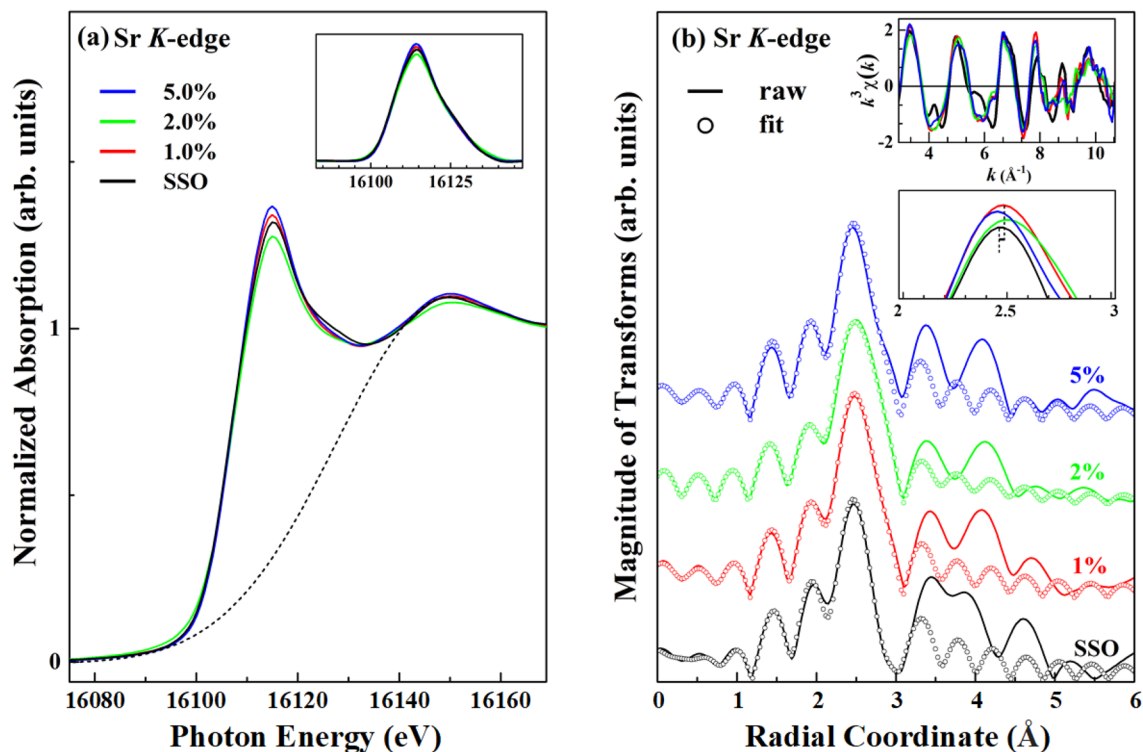 (a) Sr K-edge
5.0%
2.0%
1.0%
SSO
16100 16125
Normalized Absorption (arb. units)
1
0
16080 16100 16120 16140 16160
Photon Energy (eV)
(b) Sr K-edge
raw
fit
k³χ(k)
2
0
-2
4 6 8 10
k (Å⁻¹)
2 2.5 3
5%
2%
1%
SSO
Magnitude of Transforms (arb. units)
0 1 2 3 4 5 6
Radial Coordinate (Å)